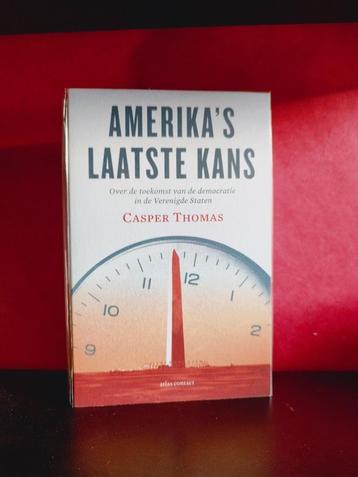 AMERIKA'S
LAATSTE KANS
Over de toekomst van de democratie
in de Verenigde Staten
CASPER THOMAS
9
10
11
12
1
2
ATLAS CONTACT